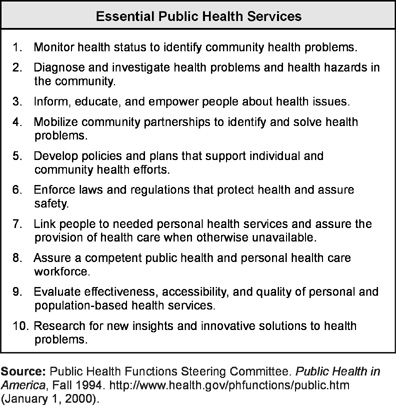 Essential Public Health Services
1. Monitor health status to identify community health problems.
2. Diagnose and investigate health problems and health hazards in
the community.
3. Inform, educate, and empower people about health issues.
4. Mobilize community partnerships to identify and solve health
problems.
5. Develop policies and plans that support individual and
community health efforts.
6. Enforce laws and regulations that protect health and assure
safety.
7. Link people to needed personal health services and assure the
provision of health care when otherwise unavailable.
8. Assure a competent public health and personal health care
workforce.
9. Evaluate effectiveness, accessibility, and quality of personal and
population-based health services.
10. Research for new insights and innovative solutions to health
problems.
Source: Public Health Functions Steering Committee. Public Health in
America, Fall 1994. http://www.health.gov/phfunctions/public.htm
(January 1, 2000).